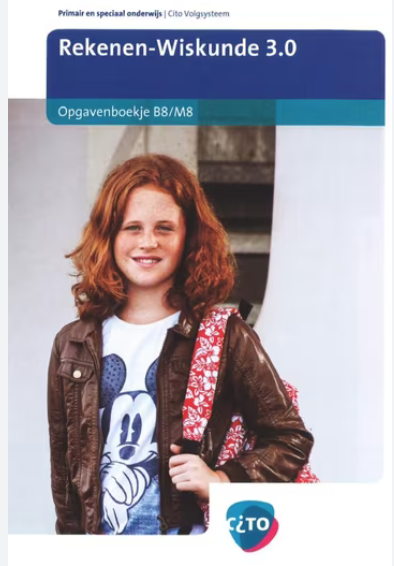 Primair en speciaal onderwijs | Cito Volgsysteem
Rekenen-Wiskunde 3.0
Opgavenboekje B8/M8
CiTO